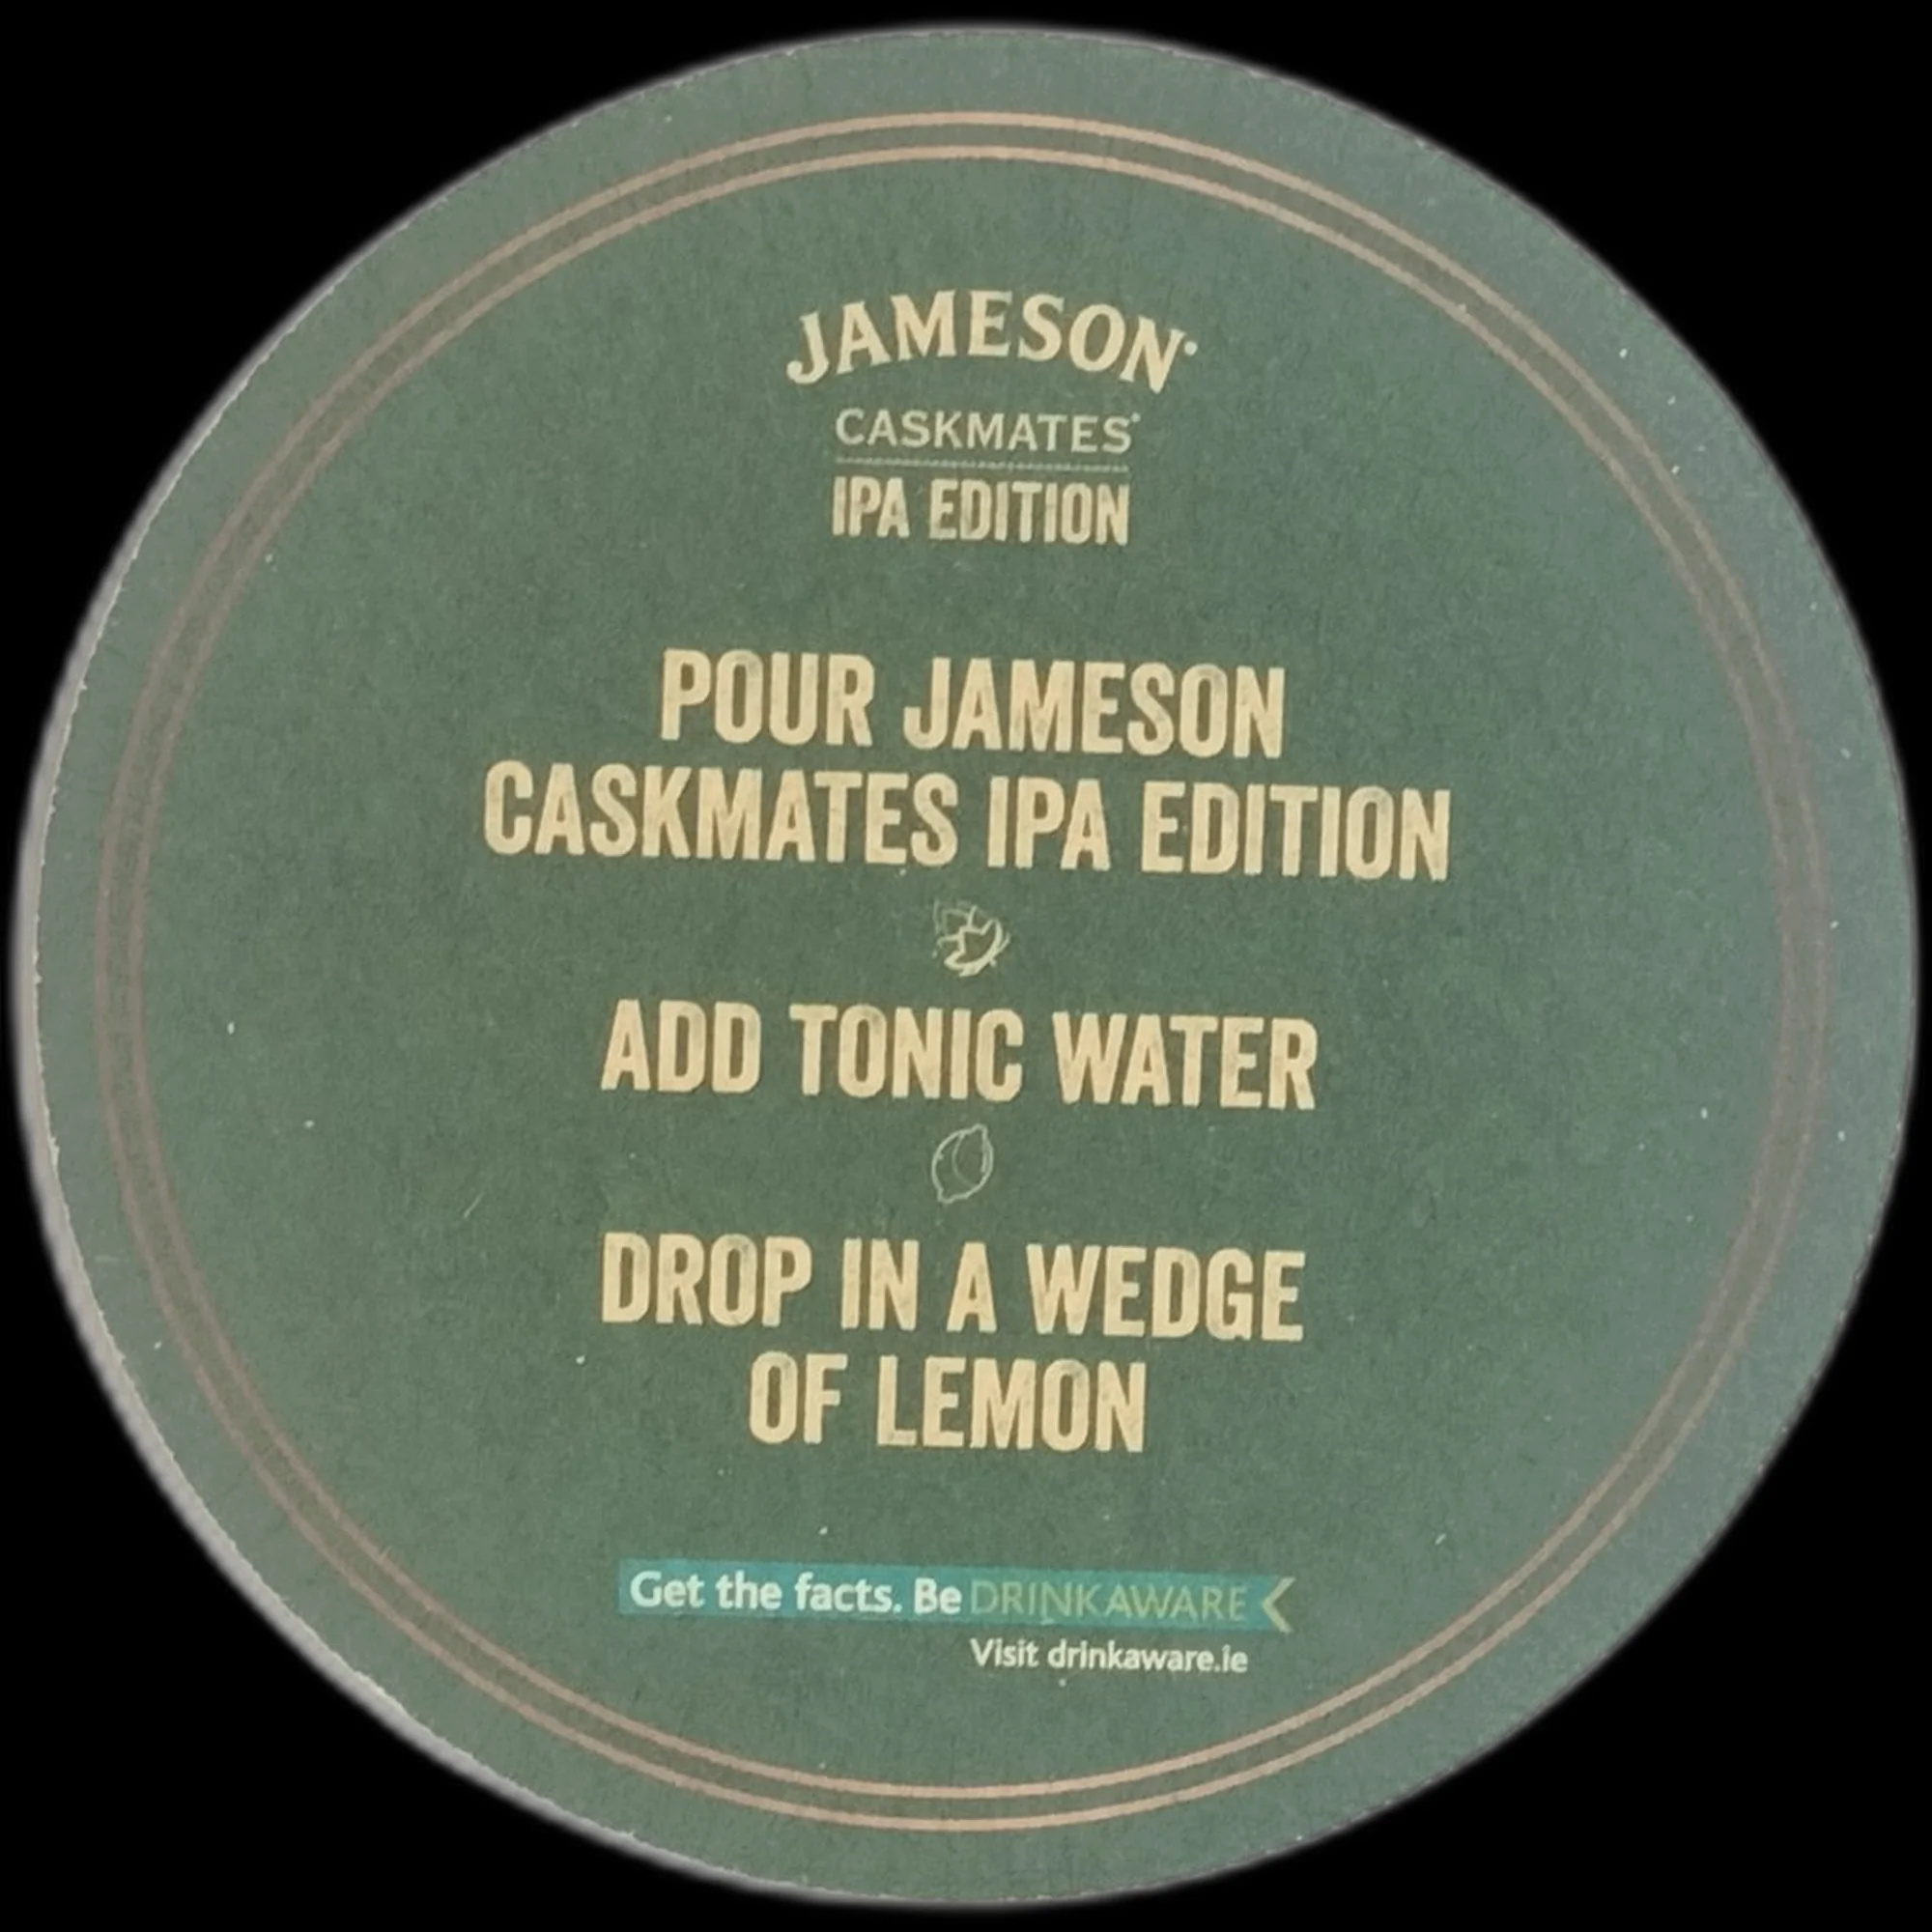 JAMESON
CASKMATES
IPA EDITION
POUR JAMESON
CASKMATES IPA EDITION
ADD TONIC WATER
DROP IN A WEDGE
OF LEMON
Get the facts. Be DRINKAWARE
Visit drinkaware.ie